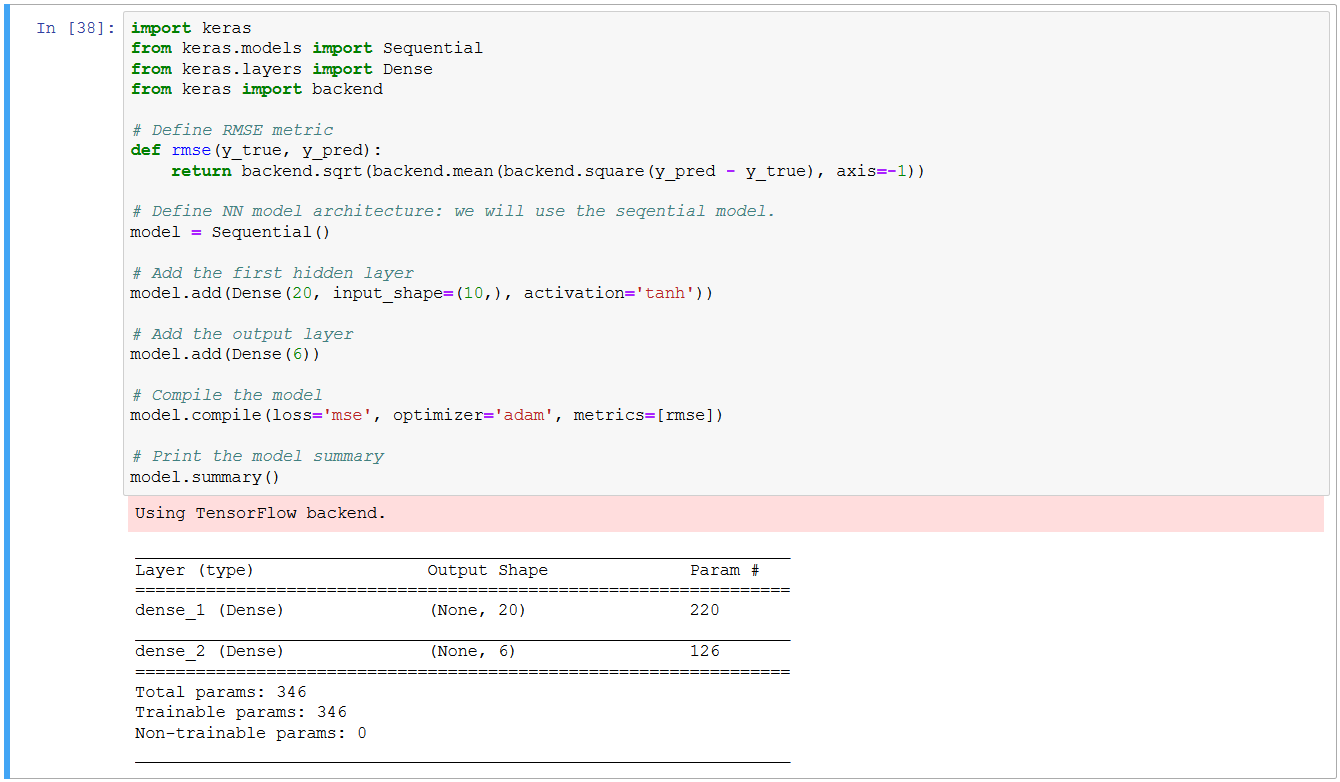 In [38]: import keras
from keras.models import Sequential
from keras.layers import Dense
from keras import backend
# Define RMSE metric
def rmse(y_true, y_pred):
    return backend.sqrt(backend.mean(backend.square(y_pred - y_true), axis=-1))
# Define NN model architecture: we will use the seqential model.
model = Sequential()
# Add the first hidden layer
model.add(Dense(20, input_shape=(10,), activation='tanh'))
# Add the output layer
model.add(Dense(6))
# Compile the model
model.compile(loss='mse', optimizer='adam', metrics=[rmse])
# Print the model summary
model.summary()
Using TensorFlow backend.
_________________________________________________________________
Layer (type)                 Output Shape              Param #
=================================================================
dense_1 (Dense)              (None, 20)                220
_________________________________________________________________
dense_2 (Dense)              (None, 6)                 126
=================================================================
Total params: 346
Trainable params: 346
Non-trainable params: 0
_________________________________________________________________